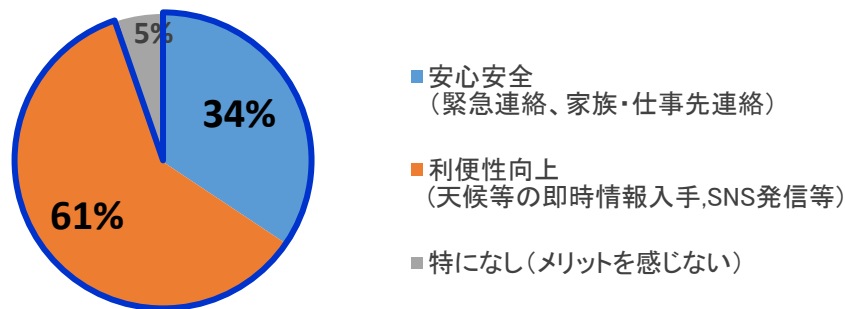 5%
34%
61%
安心安全
（緊急連絡、家族・仕事先連絡）
利便性向上
（天候等の即時情報入手,SNS発信等）
特になし（メリットを感じない）